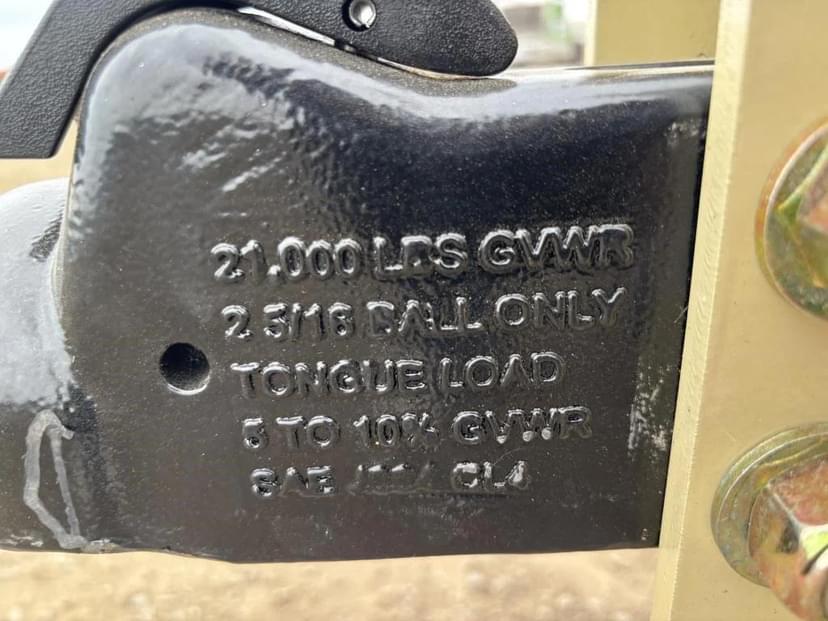 21,000 LBS GVWR
2 5/16 BALL ONLY
TONGUE LOAD
5 TO 10% GVWR
SAE CL4